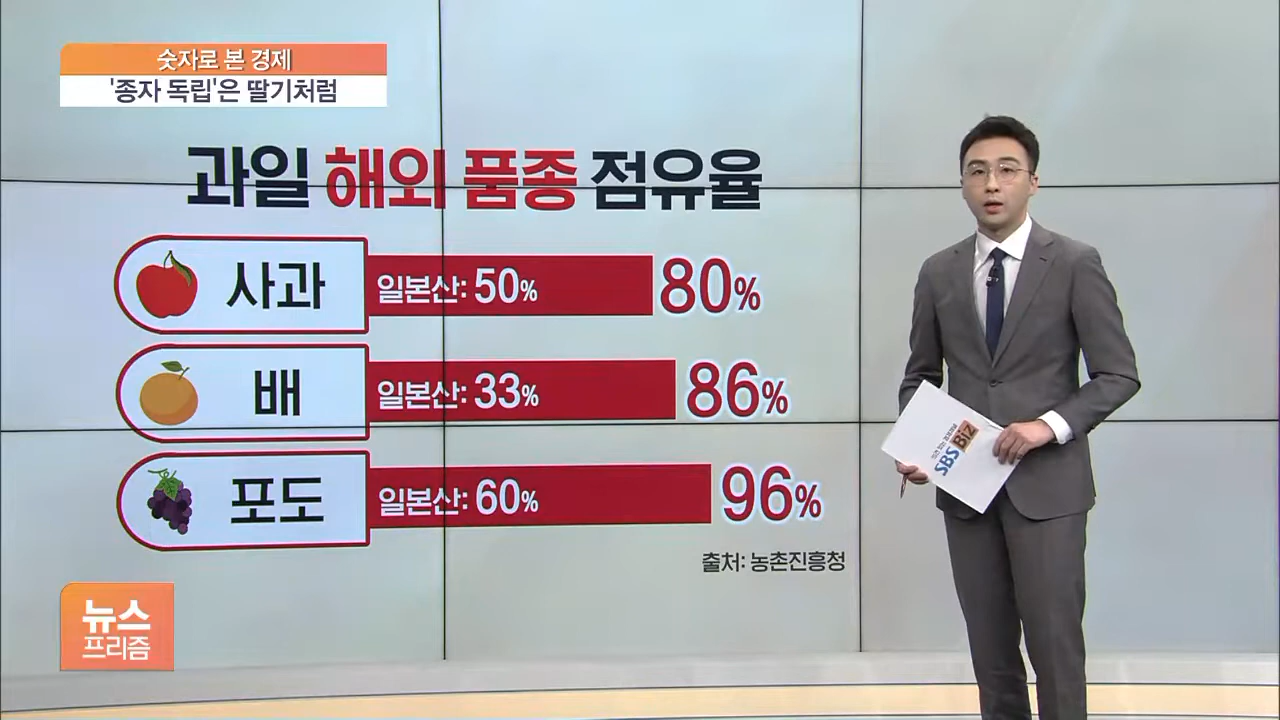 숫자로 본 경제
'종자 독립'은 딸기처럼
과일 해외 품종 점유율
사과 일본산: 50% 80%
배 일본산: 33% 86%
포도 일본산: 60% 96%
출처: 농촌진흥청
뉴스
프리즘
SBS Biz